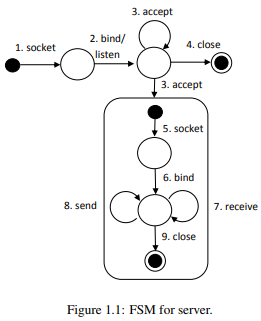 3. accept
1. socket
2. bind/
listen
4. close
3. accept
5. socket
6. bind
8. send
7. receive
9. close
Figure 1.1: FSM for server.